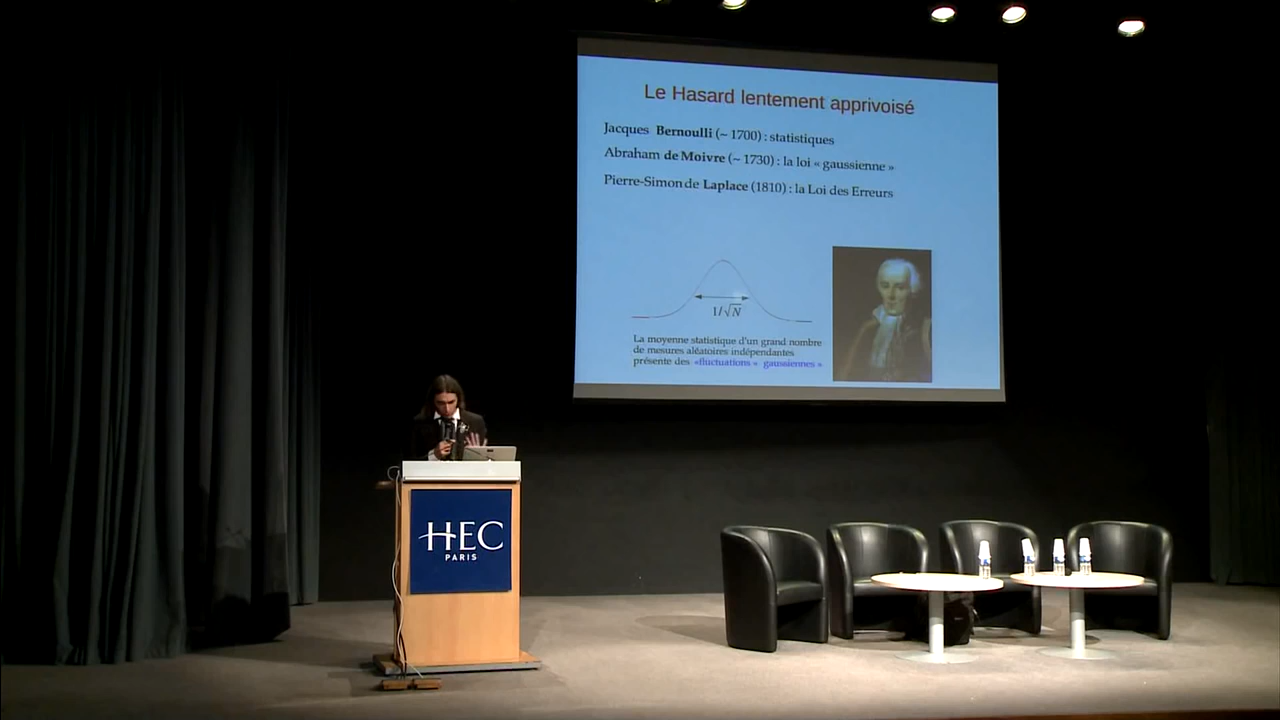 Le Hasard lentement apprivoisé
Jacques Bernoulli (~ 1700) : statistiques
Abraham de Moivre (~ 1730) : la loi « gaussienne »
Pierre-Simon de Laplace (1810) : la Loi des Erreurs
1/√N
La moyenne statistique d'un grand nombre
de mesures aléatoires indépendantes
présente des «fluctuations « gaussiennes »
HEC
PARIS